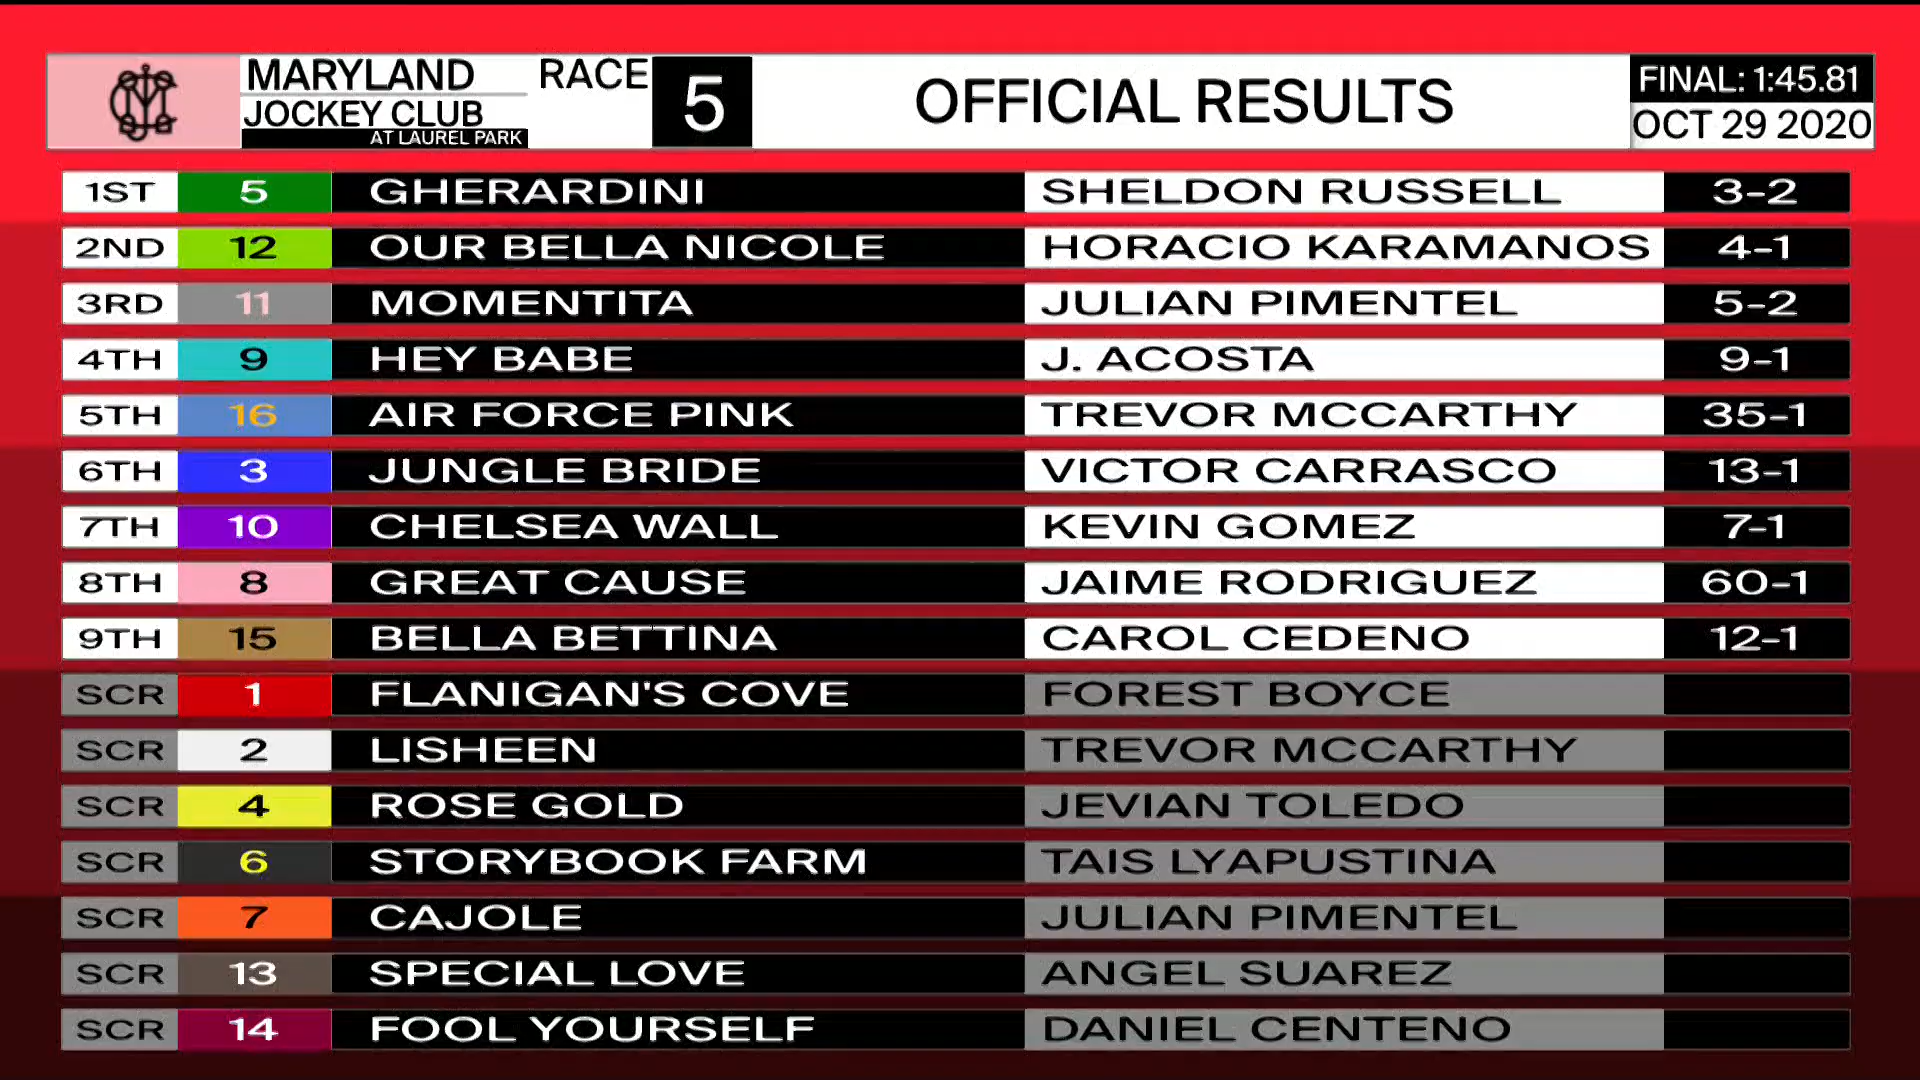 MARYLAND
JOCKEY CLUB
AT LAUREL PARK
RACE 5
OFFICIAL RESULTS
FINAL: 1:45.81
OCT 29 2020
1ST 5 GHERARDINI SHELDON RUSSELL 3-2
2ND 12 OUR BELLA NICOLE HORACIO KARAMANOS 4-1
3RD 11 MOMENTITA JULIAN PIMENTEL 5-2
4TH 9 HEY BABE J. ACOSTA 9-1
5TH 16 AIR FORCE PINK TREVOR MCCARTHY 35-1
6TH 3 JUNGLE BRIDE VICTOR CARRASCO 13-1
7TH 10 CHELSEA WALL KEVIN GOMEZ 7-1
8TH 8 GREAT CAUSE JAIME RODRIGUEZ 60-1
9TH 15 BELLA BETTINA CAROL CEDENO 12-1
SCR 1 FLANIGAN'S COVE FOREST BOYCE
SCR 2 LISHEEN TREVOR MCCARTHY
SCR 4 ROSE GOLD JEVIAN TOLEDO
SCR 6 STORYBOOK FARM TAIS LYAPUSTINA
SCR 7 CAJOLE JULIAN PIMENTEL
SCR 13 SPECIAL LOVE ANGEL SUAREZ
SCR 14 FOOL YOURSELF DANIEL CENTENO